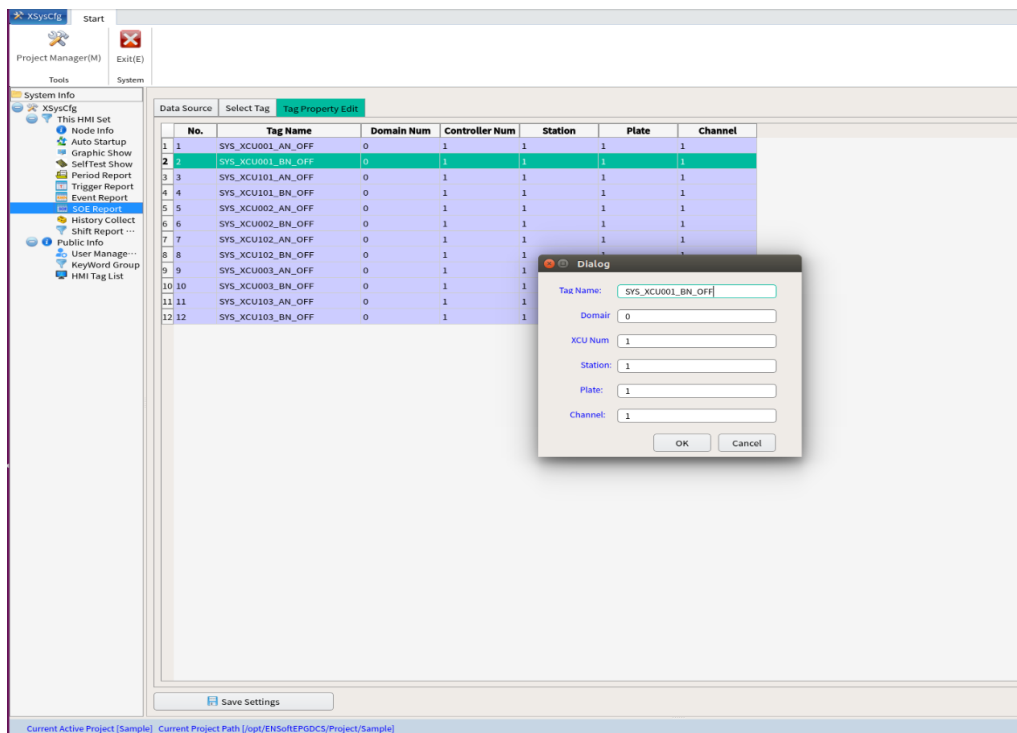 XSysCfg Start
Project Manager(M) Exit(E)
Tools System
System Info
XSysCfg
This HMI Set
Node Info
Auto Startup
Graphic Show
SelfTest Show
Period Report
Trigger Report
Event Report
SOE Report
History Collect
Shift Report ···
Public Info
User Manage···
KeyWord Group
HMI Tag List
Data Source Select Tag Tag Property Edit
No. Tag Name Domain Num Controller Num Station Plate Channel
1 1 SYS_XCU001_AN_OFF 0 1 1 1 1
2 2 SYS_XCU001_BN_OFF 0 1 1 1 1
3 3 SYS_XCU101_AN_OFF 0 1 1 1 1
4 4 SYS_XCU101_BN_OFF 0 1 1 1 1
5 5 SYS_XCU002_AN_OFF 0 1 1 1 1
6 6 SYS_XCU002_BN_OFF 0 1 1 1 1
7 7 SYS_XCU102_AN_OFF 0 1 1 1 1
8 8 SYS_XCU102_BN_OFF 0 1 1 1 1
9 9 SYS_XCU003_AN_OFF 0 1 1
10 10 SYS_XCU003_BN_OFF 0 1 1
11 11 SYS_XCU103_AN_OFF 0 1 1
12 12 SYS_XCU103_BN_OFF 0 1 1
Dialog
Tag Name: SYS_XCU001_BN_OFF
Domair 0
XCU Num 1
Station: 1
Plate: 1
Channel: 1
OK Cancel
Save Settings
Current Active Project [Sample] Current Project Path [/opt/ENSoftEPGDCS/Project/Sample]